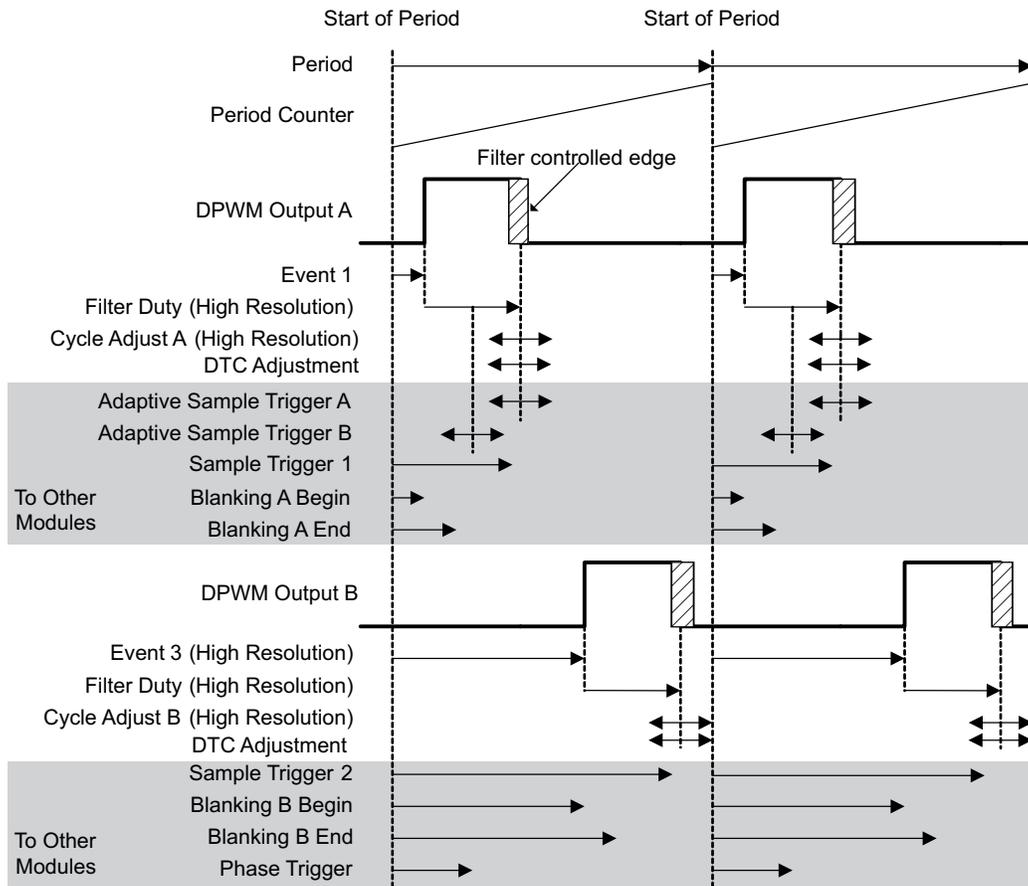 Start of Period
Start of Period
Period
Period Counter
Filter controlled edge
DPWM Output A
Event 1
Filter Duty (High Resolution)
Cycle Adjust A (High Resolution)
DTC Adjustment
Adaptive Sample Trigger A
Adaptive Sample Trigger B
Sample Trigger 1
To Other
Modules
Blanking A Begin
Blanking A End
DPWM Output B
Event 3 (High Resolution)
Filter Duty (High Resolution)
Cycle Adjust B (High Resolution)
DTC Adjustment
Sample Trigger 2
Blanking B Begin
To Other
Modules
Blanking B End
Phase Trigger